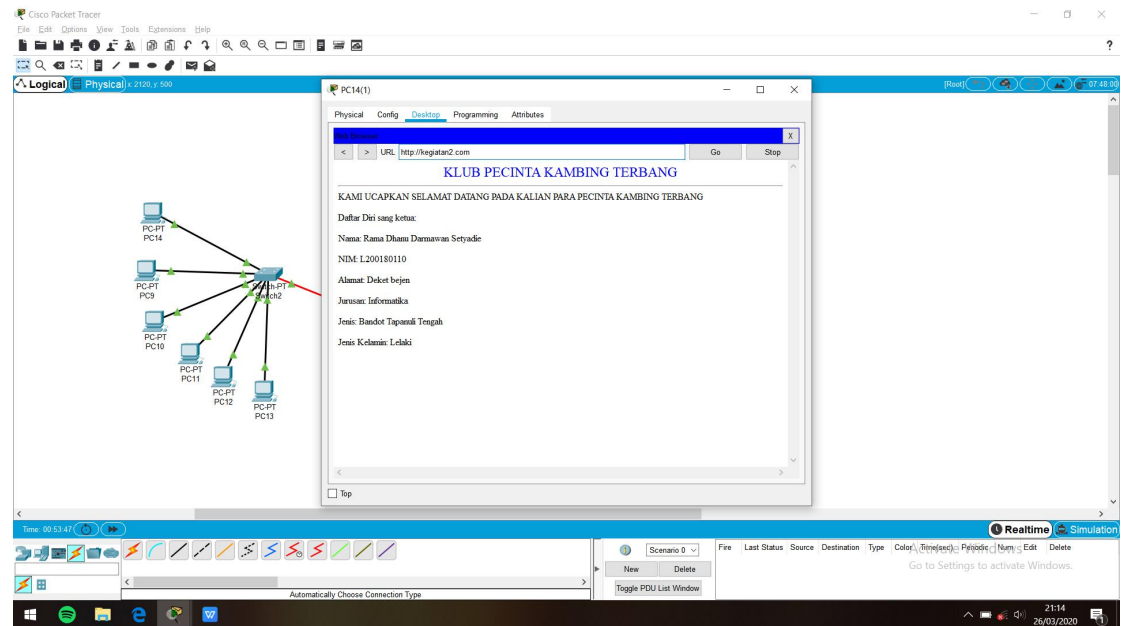 Cisco Packet Tracer
File Edit Options View Tools Extensions Help
?
Logical Physical x: 2120, y: 500
[Root] 07:48:00
PC14(1)
Physical Config Desktop Programming Attributes
Web Browser X
< > URL http://kegiatan2.com Go Stop
KLUB PECINTA KAMBING TERBANG
KAMI UCAPKAN SELAMAT DATANG PADA KALIAN PARA PECINTA KAMBING TERBANG
Daftar Diri sang ketua:
Nama: Rama Dhanu Darmawan Setyadie
NIM: L200180110
Alamat: Deket bejen
Jurusan: Informatika
Jenis: Bandot Tapanuli Tengah
Jenis Kelamin: Lelaki
Top
PC-PT
PC14
PC-PT
PC9
Switch-PT
Switch2
PC-PT
PC10
PC-PT
PC11
PC-PT
PC12
PC-PT
PC13
Time: 00:53:47
Realtime Simulation
Scenario 0
New Delete
Toggle PDU List Window
Fire Last Status Source Destination Type Color Time(sec) Periodic Num Edit Delete
Activate Windows
Go to Settings to activate Windows.
Automatically Choose Connection Type
21:14
26/03/2020